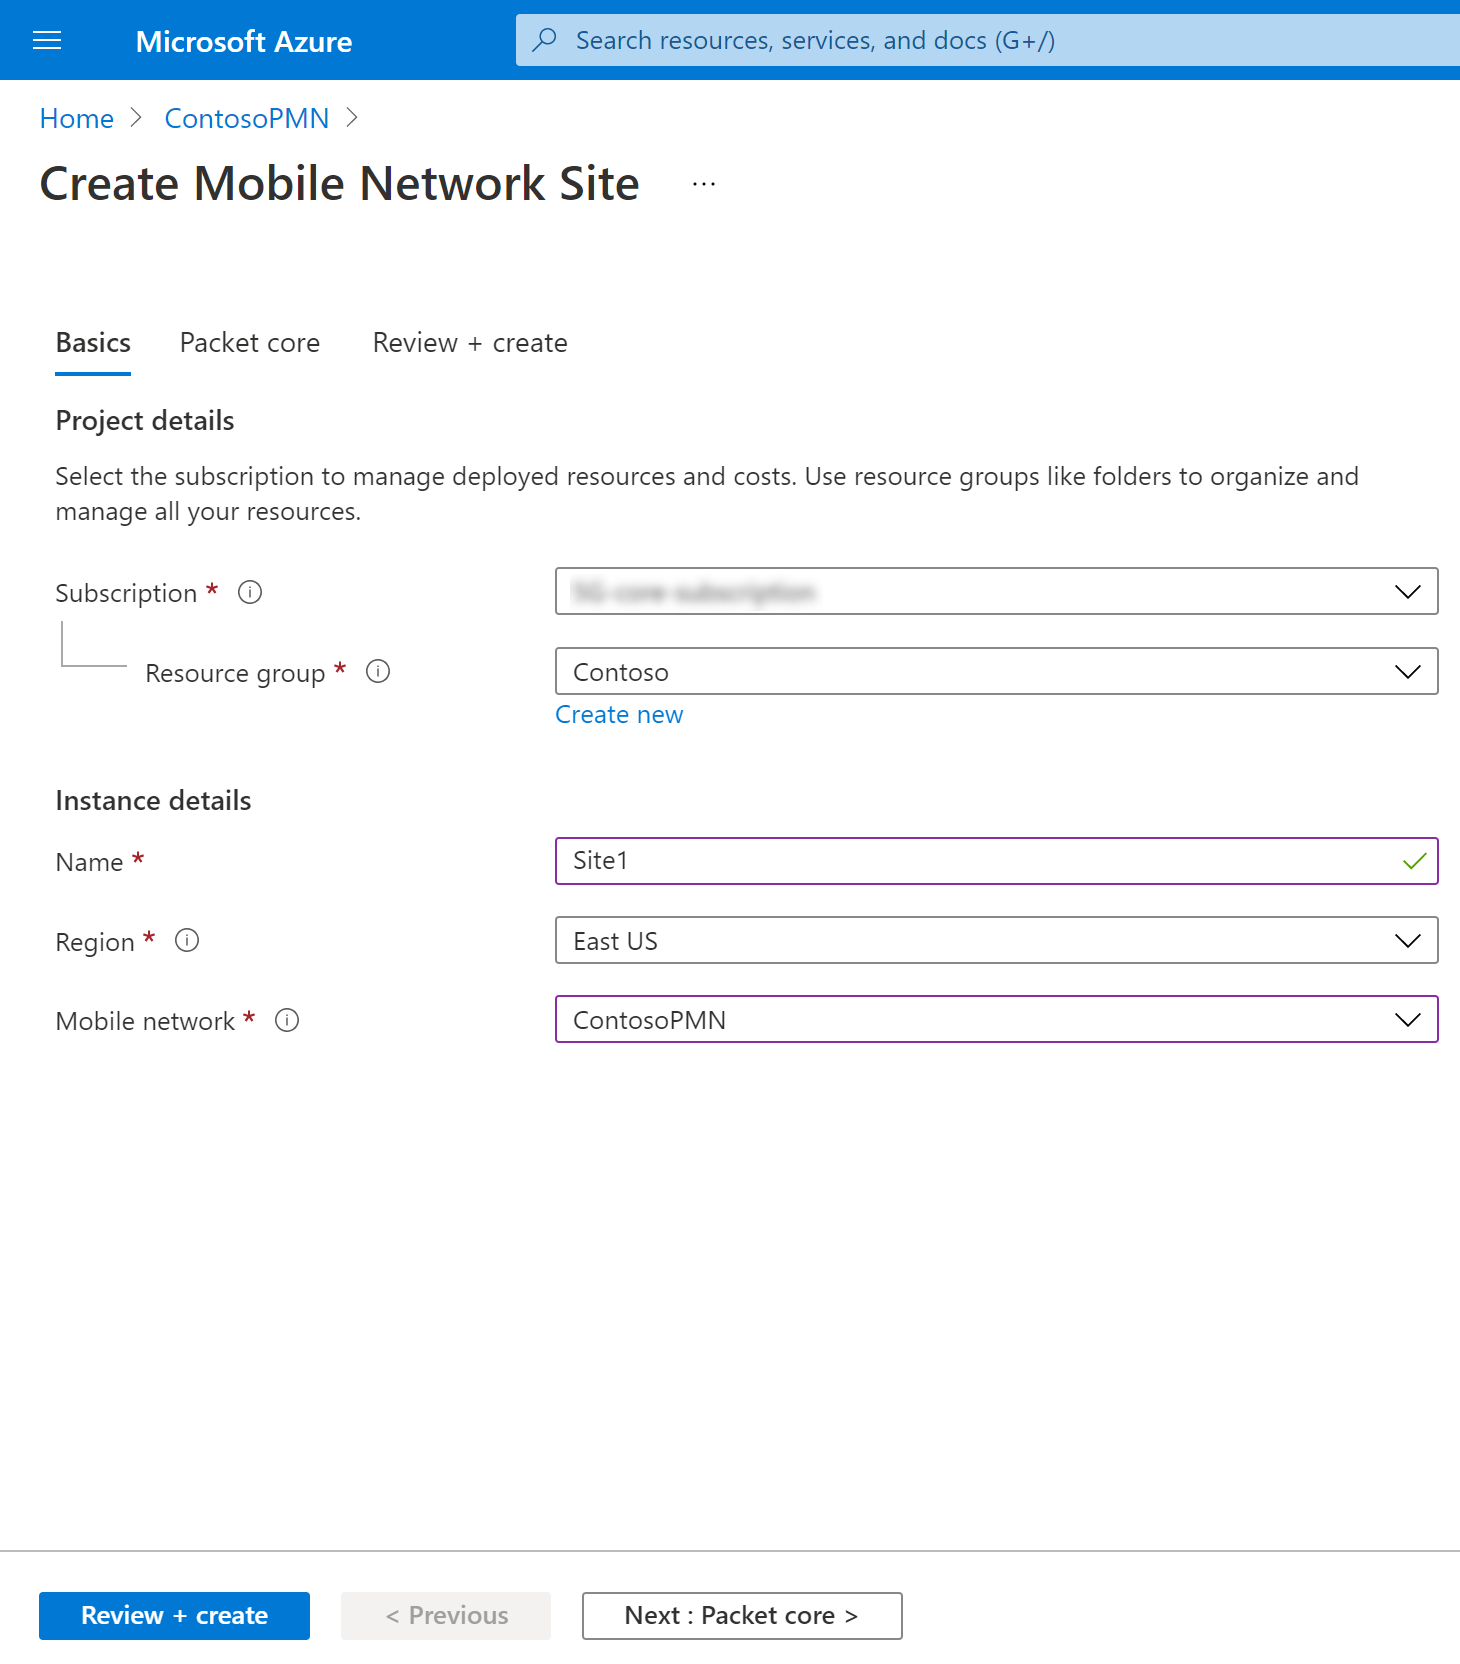 Microsoft Azure
Search resources, services, and docs (G+/)
Home > ContosoPMN >
Create Mobile Network Site ...
Basics Packet core Review + create
Project details
Select the subscription to manage deployed resources and costs. Use resource groups like folders to organize and
manage all your resources.
Subscription *
Resource group * Contoso
Create new
Instance details
Name * Site1
Region * East US
Mobile network * ContosoPMN
Review + create < Previous Next : Packet core >